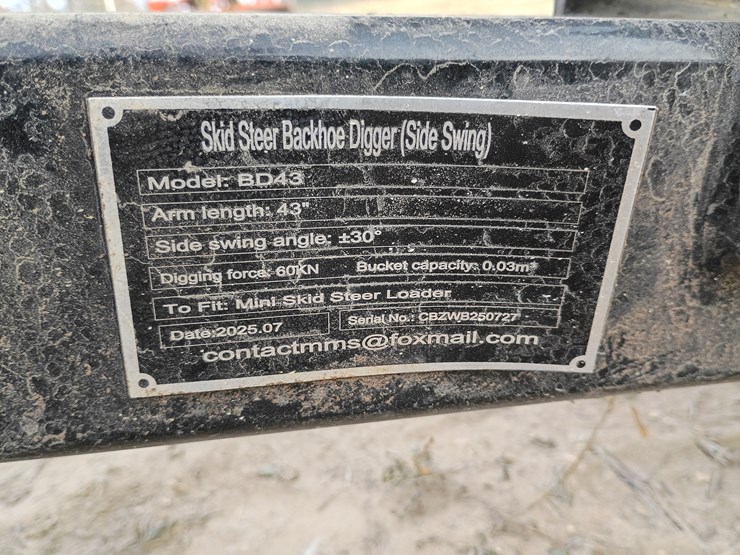 Skid Steer Backhoe Digger (Side Swing)
Model: BD43
Arm length: 43"
Side swing angle: ±30°
Digging force: 60KN Bucket capacity: 0.03m³
To Fit: Mini Skid Steer Loader
Date:2025.07 Serial No.: CBZWB250727
contactmms@foxmail.com